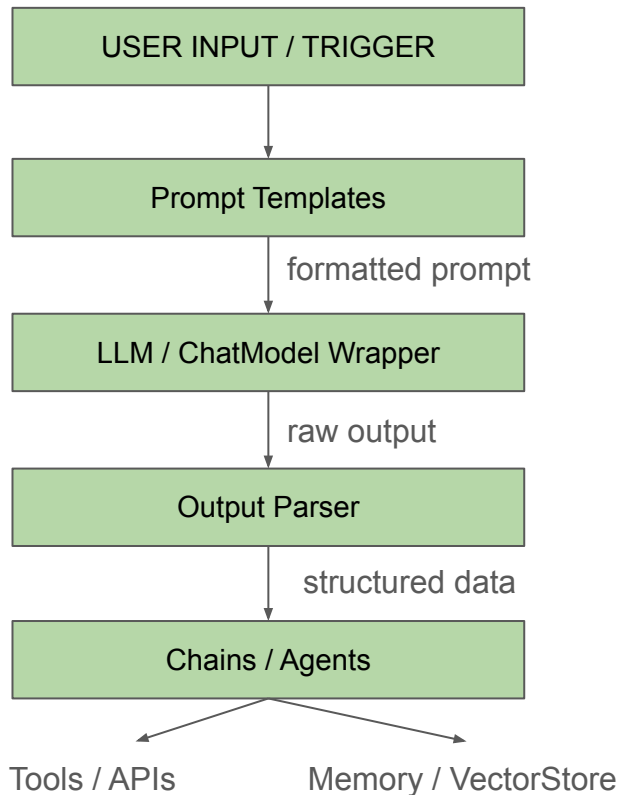 USER INPUT / TRIGGER
Prompt Templates
formatted prompt
LLM / ChatModel Wrapper
raw output
Output Parser
structured data
Chains / Agents
Tools / APIs
Memory / VectorStore